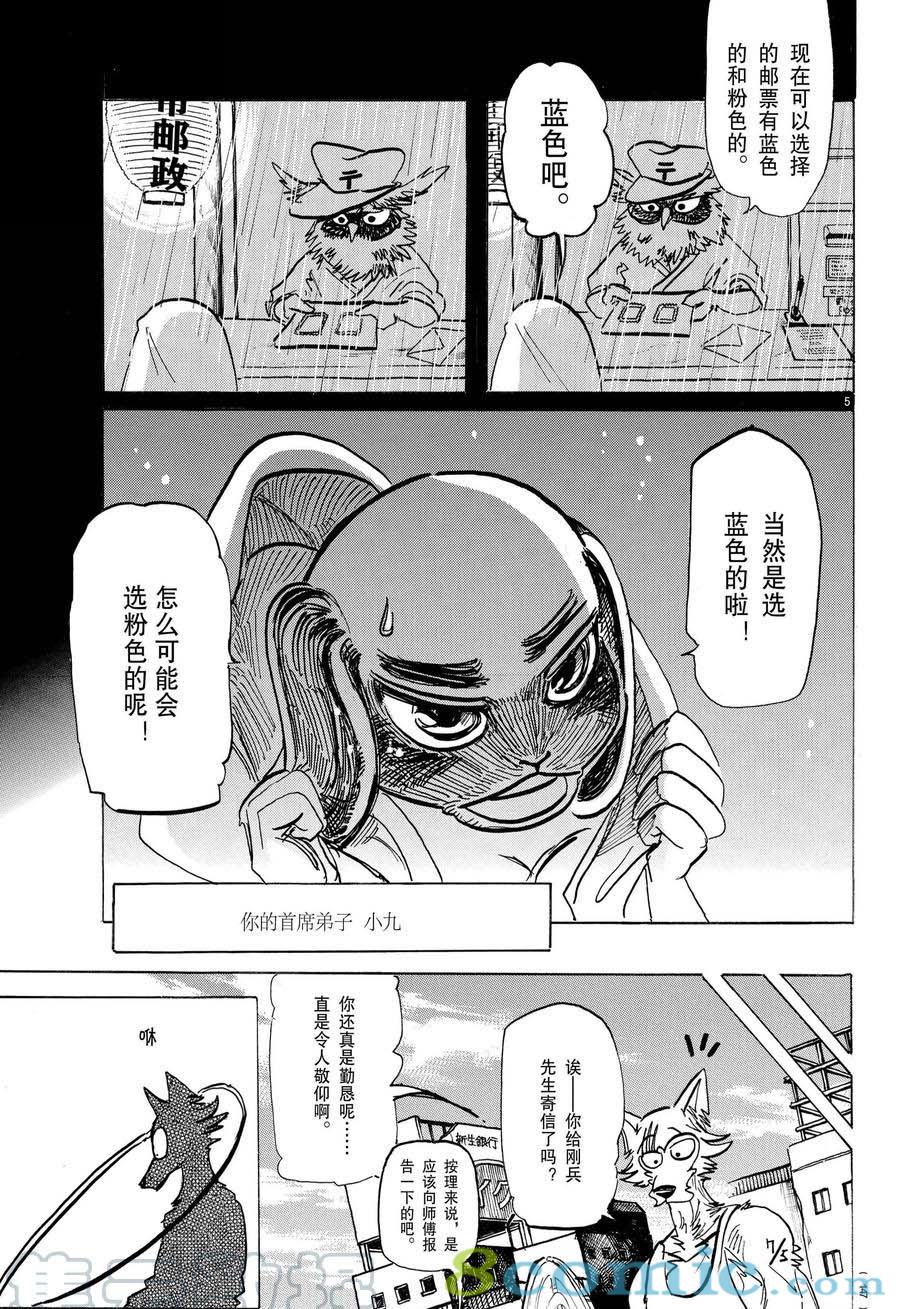 现在可以选择
的邮票有蓝色
的和粉色的。
蓝色吧。
市邮政
5
当然是选
蓝色的啦！
怎么可能会
选粉色的呢！
你的首席弟子 小九
诶——你给刚兵
先生寄信了吗？
你还真是勤恳呢……
直是令人敬仰啊。
按理来说，是
应该向师傅报
告一下的吧。
新生銀行
咻
8comic.com